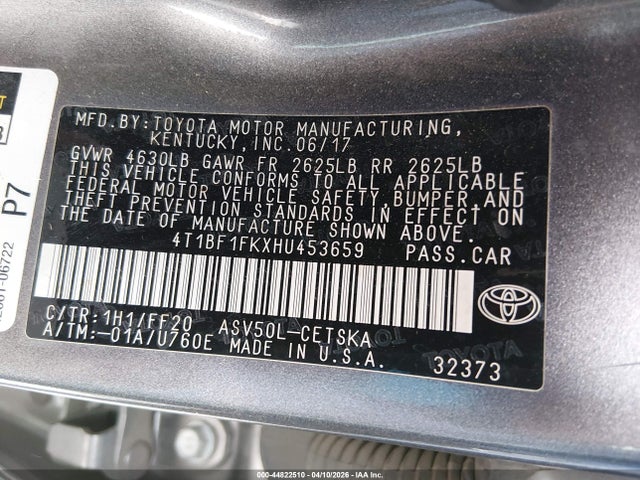 MFD.BY:TOYOTA MOTOR MANUFACTURING,
KENTUCKY, INC. 06/17
GVWR 4630LB GAWR FR 2625LB RR 2625LB
THIS VEHICLE CONFORMS TO ALL APPLICABLE
FEDERAL MOTOR VEHICLE SAFETY, BUMPER, AND
THEFT PREVENTION STANDARDS IN EFFECT
ON THE DATE OF MANUFACTURE SHOWN ABOVE.
4T1BF1FKXHU453659 PASS.CAR
C/TR:1H1/FF20 ASV50L-CETSKA
A/TM:-01A/U760E MADE IN U.S.A.
TOYOTA
32373
P7
000-44822510 | 04/10/2026 | IAA, Inc.